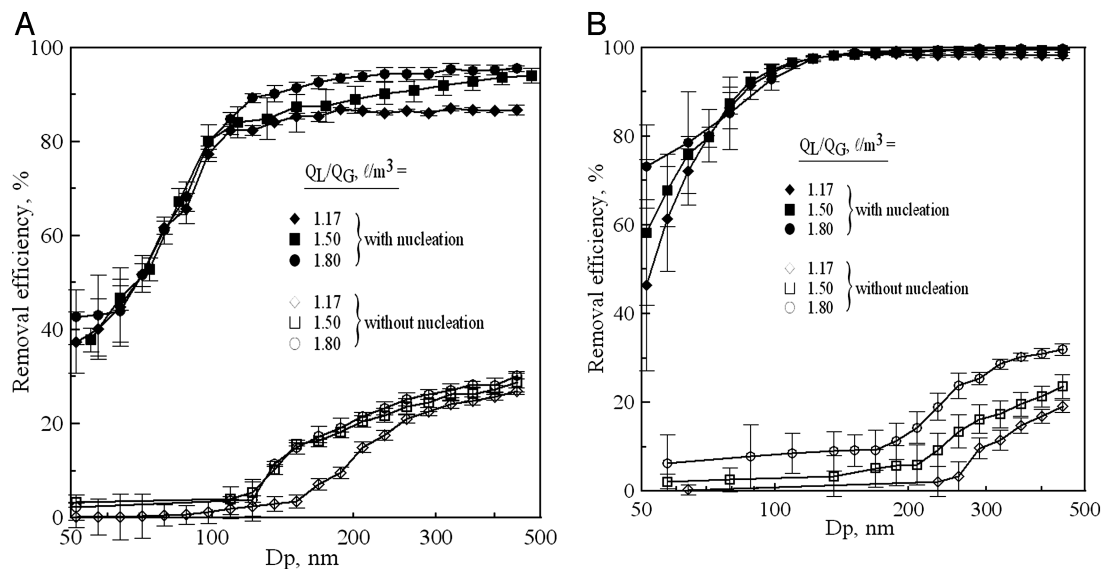 A
100
80
60
40
20
0
Removal efficiency, %
50
100
200
300
500
Dp, nm
QL/QG, ℓ/m³ =
1.17
1.50
1.80
with nucleation
1.17
1.50
1.80
without nucleation
B
100
80
60
40
20
0
Removal efficiency, %
50
100
200
300
500
Dp, nm
QL/QG, ℓ/m³ =
1.17
1.50
1.80
with nucleation
1.17
1.50
1.80
without nucleation